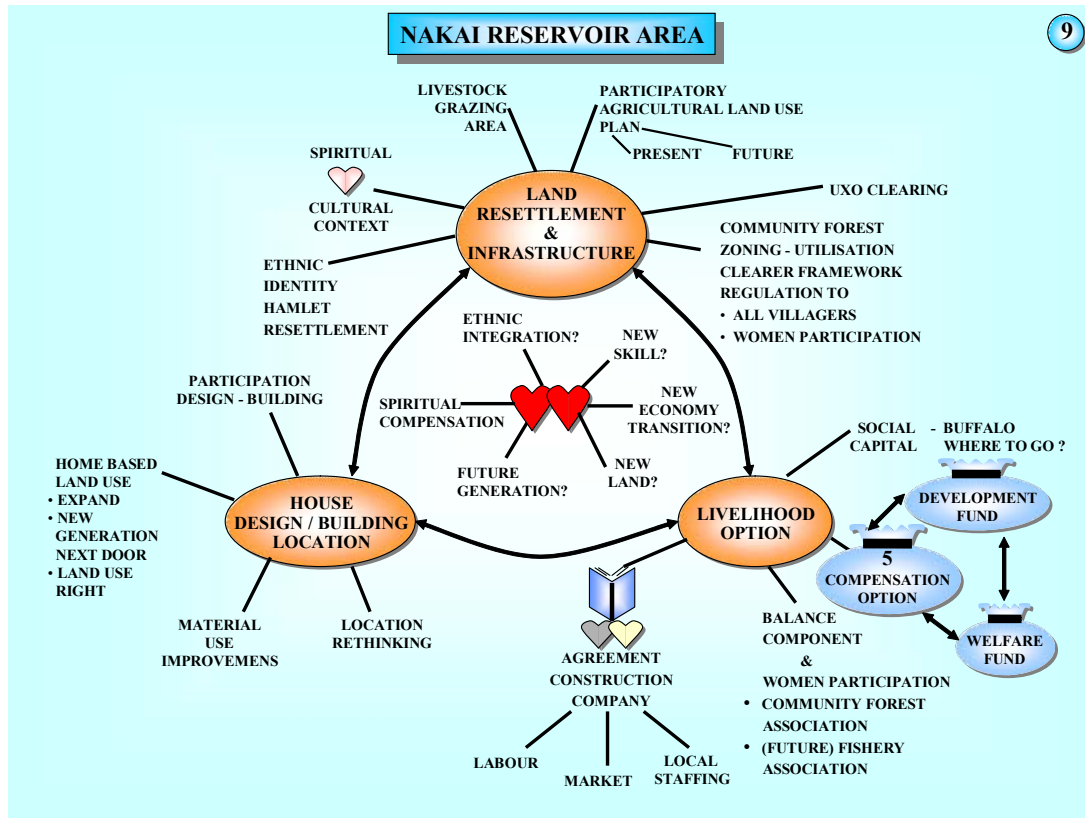 NAKAI RESERVOIR AREA
9
LIVESTOCK
GRAZING
AREA
PARTICIPATORY
AGRICULTURAL LAND USE
PLAN
PRESENT
FUTURE
SPIRITUAL
CULTURAL
CONTEXT
LAND
RESETTLEMENT
&
INFRASTRUCTURE
UXO CLEARING
ETHNIC
IDENTITY
HAMLET
RESETTLEMENT
COMMUNITY FOREST
ZONING - UTILISATION
CLEARER FRAMEWORK
REGULATION TO
• ALL VILLAGERS
• WOMEN PARTICIPATION
ETHNIC
INTEGRATION?
NEW
SKILL?
SPIRITUAL
COMPENSATION
NEW
ECONOMY
TRANSITION?
FUTURE
GENERATION?
NEW
LAND?
PARTICIPATION
DESIGN - BUILDING
HOME BASED
LAND USE
• EXPAND
• NEW
GENERATION
NEXT DOOR
• LAND USE
RIGHT
HOUSE
DESIGN / BUILDING
LOCATION
MATERIAL
USE
IMPROVEMENS
LOCATION
RETHINKING
SOCIAL - BUFFALO
CAPITAL WHERE TO GO ?
LIVELIHOOD
OPTION
DEVELOPMENT
FUND
5
COMPENSATION
OPTION
WELFARE
FUND
AGREEMENT
CONSTRUCTION
COMPANY
LABOUR
MARKET
LOCAL
STAFFING
BALANCE
COMPONENT
&
WOMEN PARTICIPATION
• COMMUNITY FOREST
ASSOCIATION
• (FUTURE) FISHERY
ASSOCIATION